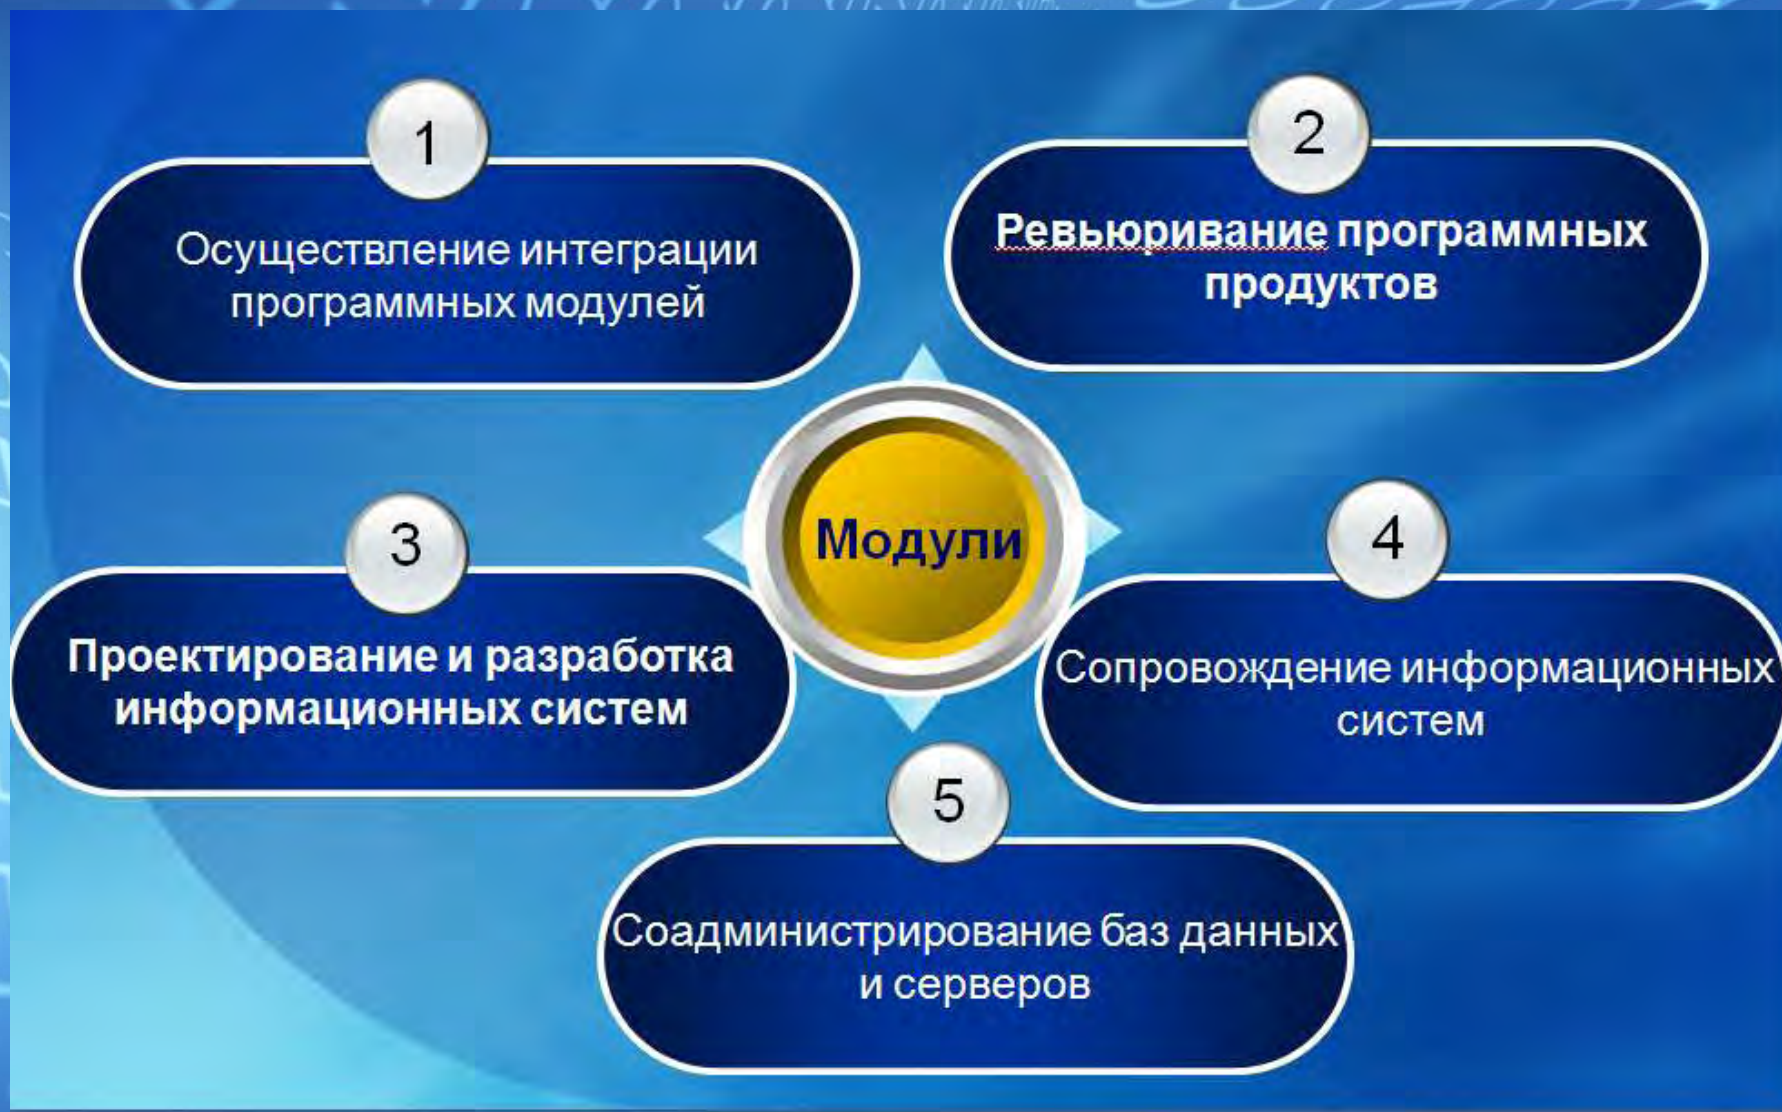 1
Осуществление интеграции
программных модулей
2
Ревьюривание программных
продуктов
Модули
3
Проектирование и разработка
информационных систем
4
Сопровождение информационных
систем
5
Соадминистрирование баз данных
и серверов